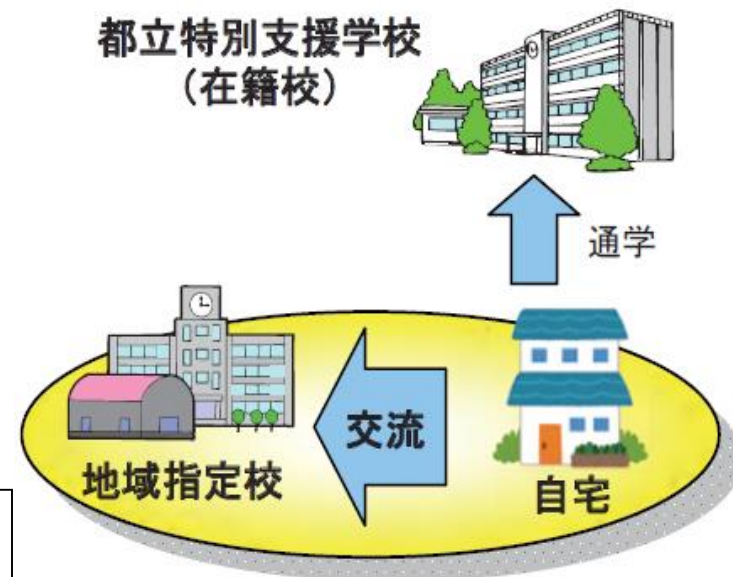 都立特別支援学校
（在籍校）
通学
交流
地域指定校
自宅